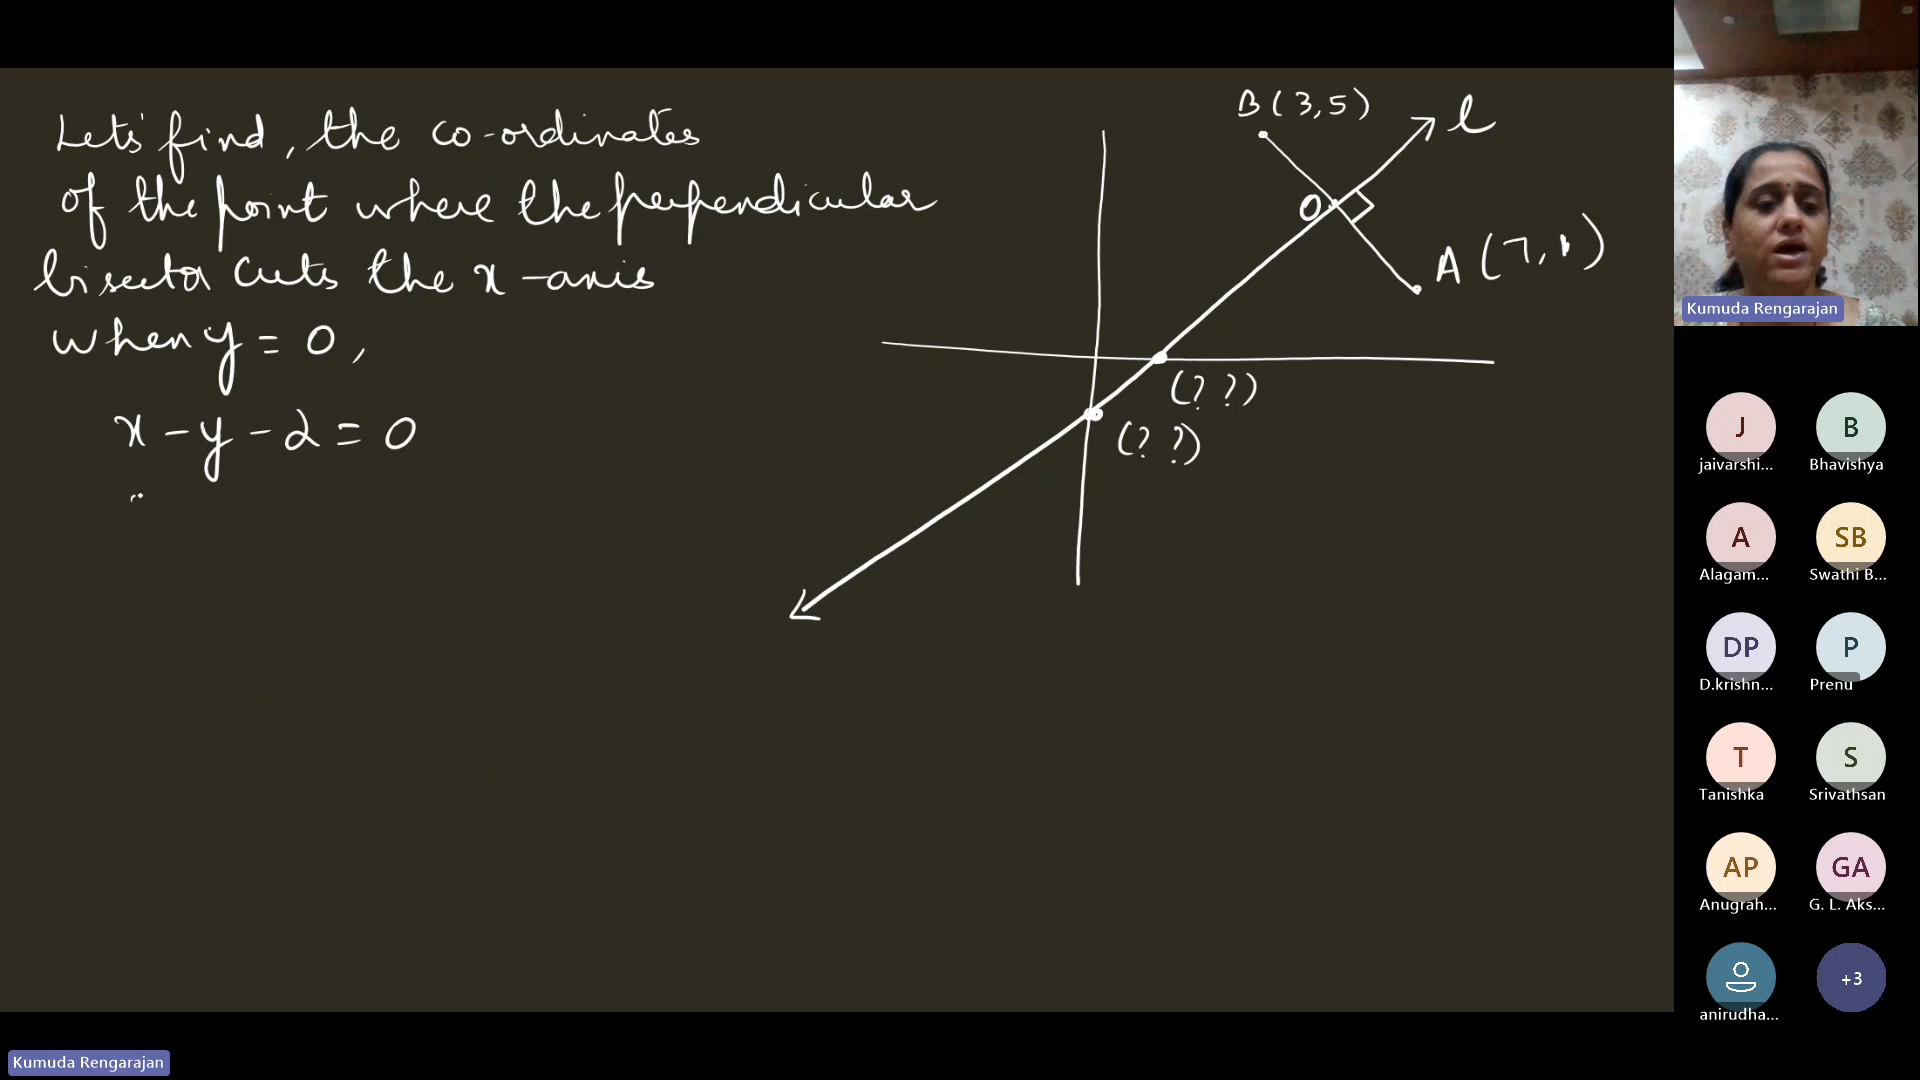 Lets' find, the co-ordinates
of the point where the perpendicular
bisector cuts the x-axis
when y = 0,
x - y - 2 = 0
B (3,5)
l
O
A (7,1)
(? ?)
(? ?)
Kumuda Rengarajan
J
jaivarshi...
B
Bhavishya
A
Alagam...
SB
Swathi B...
DP
D.krishn...
P
Prenu
T
Tanishka
S
Srivathsan
AP
Anugrah...
GA
G. L. Aks...
anirudha...
+3
Kumuda Rengarajan